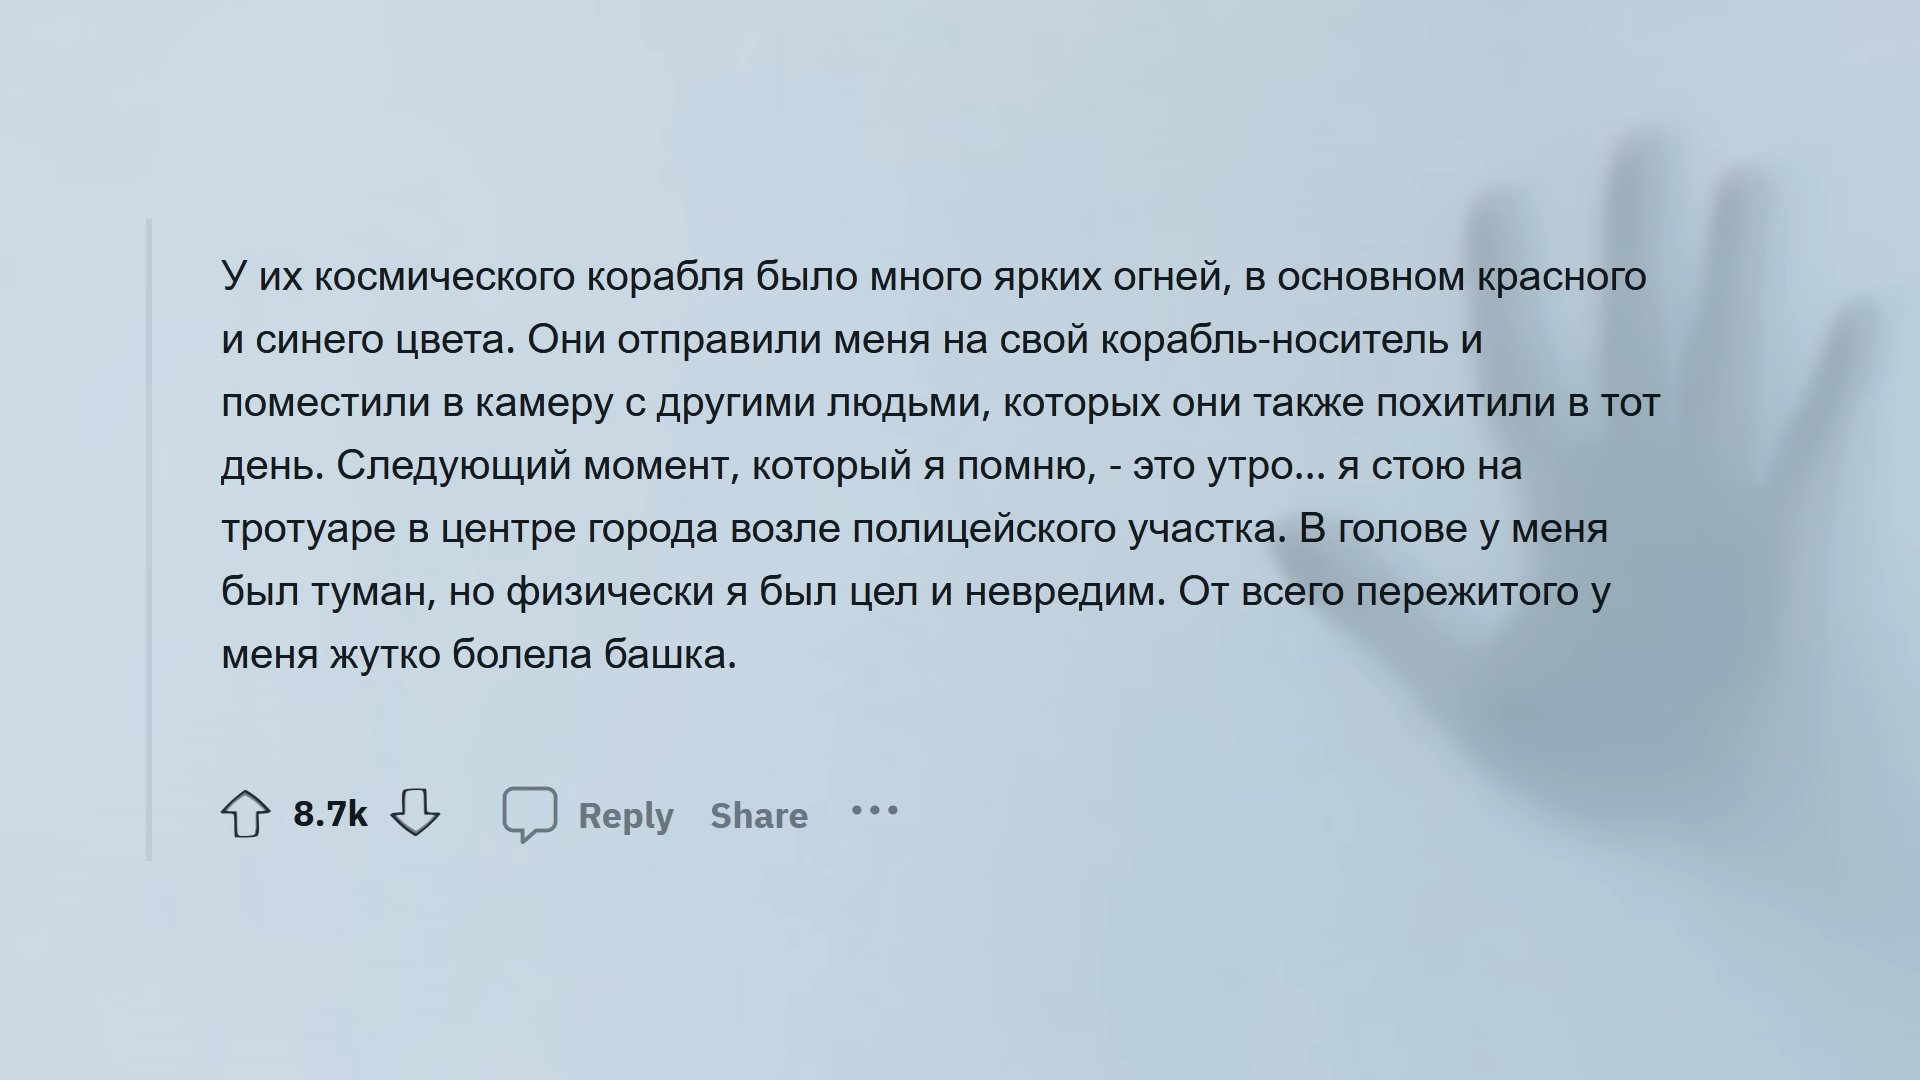 У их космического корабля было много ярких огней, в основном красного
и синего цвета. Они отправили меня на свой корабль-носитель и
поместили в камеру с другими людьми, которых они также похитили в тот
день. Следующий момент, который я помню, - это утро... я стою на
тротуаре в центре города возле полицейского участка. В голове у меня
был туман, но физически я был цел и невредим. От всего пережитого у
меня жутко болела башка.
8.7k Reply Share